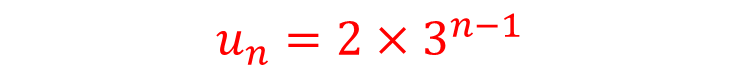 uₙ = 2 × 3ⁿ⁻¹